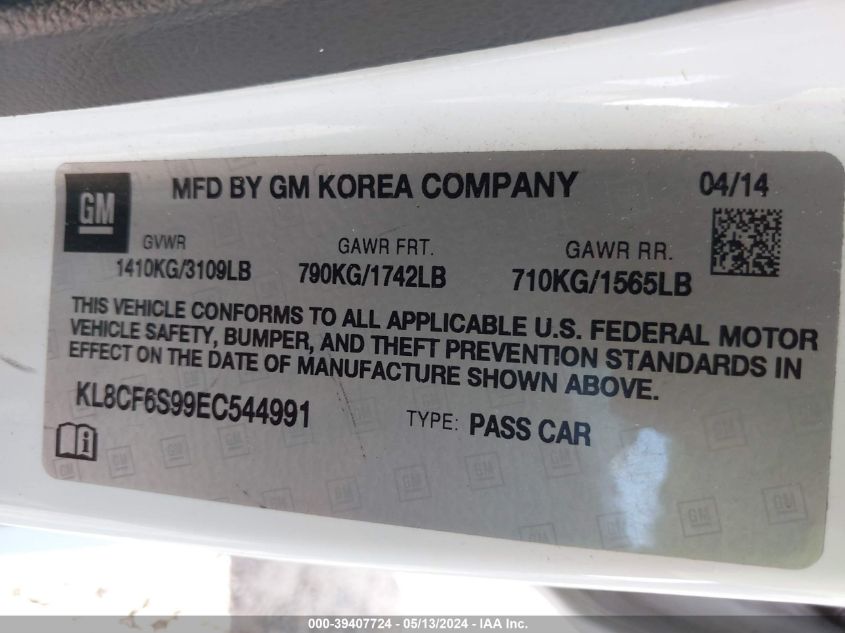 GM
MFD BY GM KOREA COMPANY 04/14
GVWR GAWR FRT. GAWR RR.
1410KG/3109LB 790KG/1742LB 710KG/1565LB
THIS VEHICLE CONFORMS TO ALL APPLICABLE U.S. FEDERAL MOTOR
VEHICLE SAFETY, BUMPER, AND THEFT PREVENTION STANDARDS IN
EFFECT ON THE DATE OF MANUFACTURE SHOWN ABOVE.
KL8CF6S99EC544991 TYPE: PASS CAR
000-39407724 - 05/13/2024 - IAA Inc.